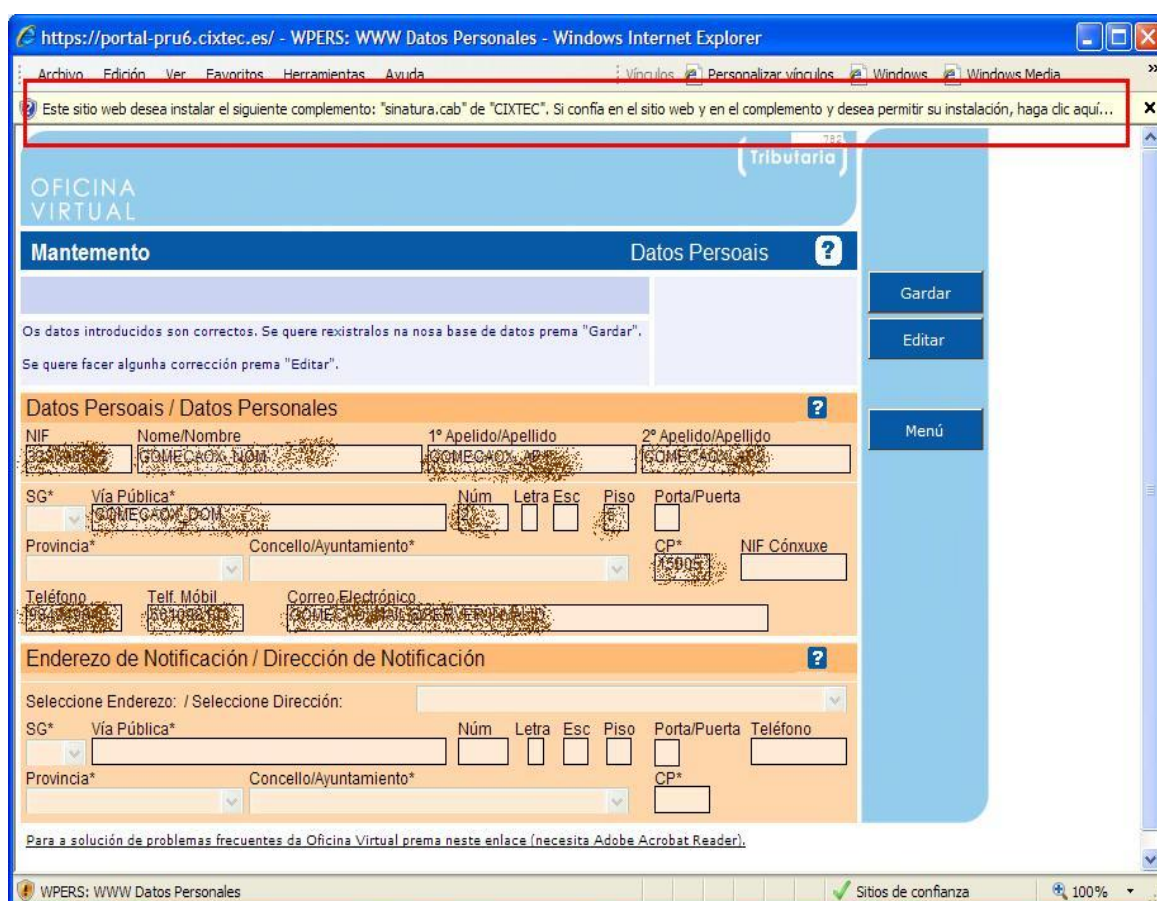 https://portal-pru6.cixtec.es/ - WPERS: WWW Datos Personales - Windows Internet Explorer
Archivo Edición Ver Favoritos Herramientas Ayuda Vínculos Personalizar vínculos Windows Windows Media »
Este sitio web desea instalar el siguiente complemento: "sinatura.cab" de "CIXTEC". Si confía en el sitio web y en el complemento y desea permitir su instalación, haga clic aquí...
782
(Tributaria)
OFICINA
VIRTUAL
Mantemento Datos Persoais ?
Gardar
Os datos introducidos son correctos. Se quere rexistralos na nosa base de datos prema "Gardar".
Editar
Se quere facer algunha corrección prema "Editar".
Datos Persoais / Datos Personales ?
Menú
NIF Nome/Nombre 1º Apelido/Apellido 2º Apelido/Apellido
GOMECAOX_NOM
SG* Vía Pública* Núm Letra Esc Piso Porta/Puerta
GOMECAOX_DOM
Provincia* Concello/Ayuntamiento* CP* NIF Cónxuxe
15005
Teléfono Telf. Móbil Correo Electrónico
Enderezo de Notificación / Dirección de Notificación ?
Seleccione Enderezo: / Seleccione Dirección:
SG* Vía Pública* Núm Letra Esc Piso Porta/Puerta Teléfono
Provincia* Concello/Ayuntamiento* CP*
Para a solución de problemas frecuentes da Oficina Virtual prema neste enlace (necesita Adobe Acrobat Reader).
WPERS: WWW Datos Personales Sitios de confianza 100%